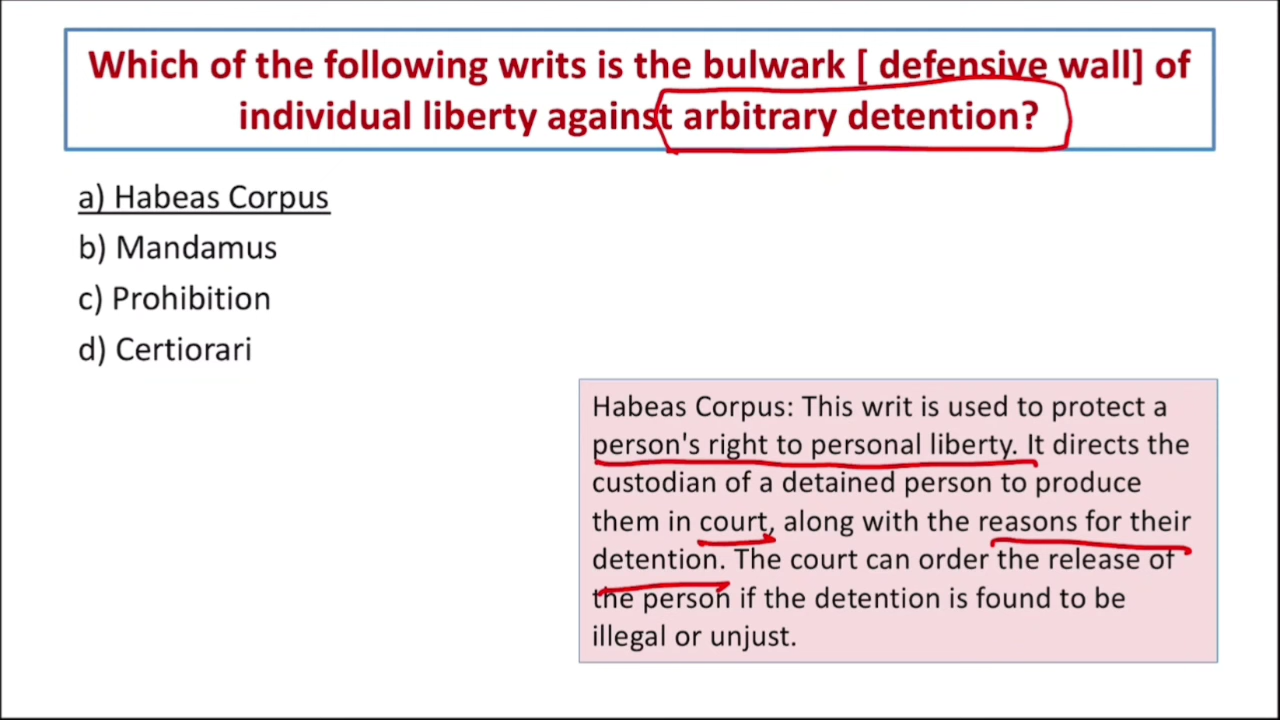 Which of the following writs is the bulwark [ defensive wall] of
individual liberty against arbitrary detention?
a) Habeas Corpus
b) Mandamus
c) Prohibition
d) Certiorari
Habeas Corpus: This writ is used to protect a
person's right to personal liberty. It directs the
custodian of a detained person to produce
them in court, along with the reasons for their
detention. The court can order the release of
the person if the detention is found to be
illegal or unjust.